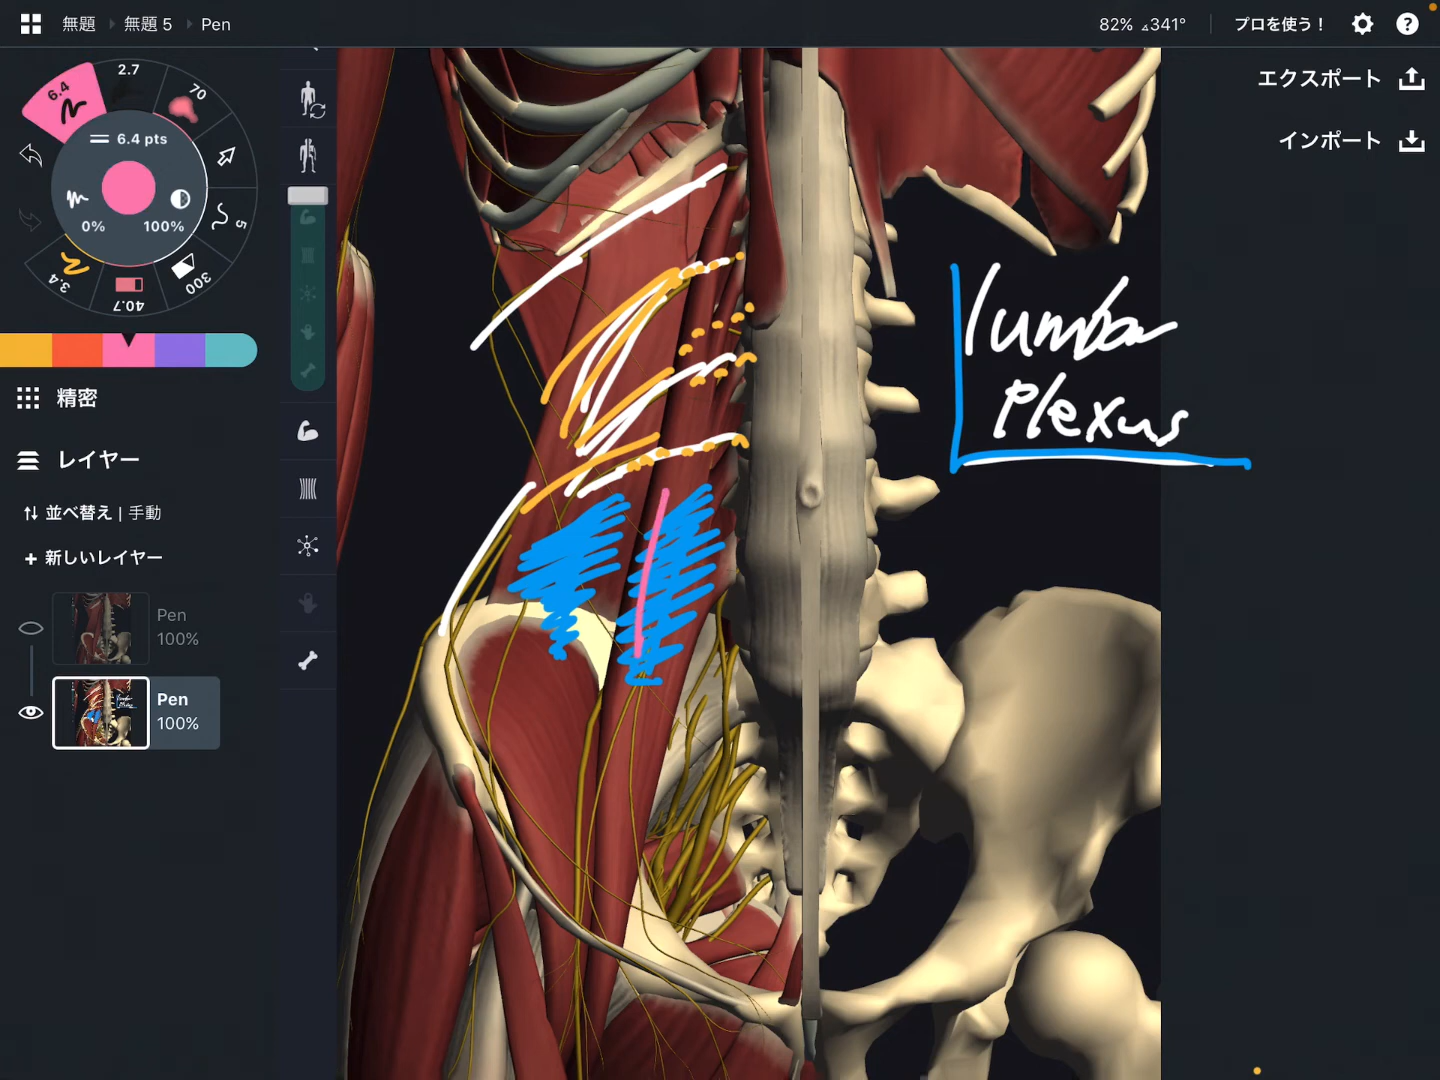 無題 無題 5 Pen
82% ⦟341° プロを使う！
エクスポート
インポート
2.7
6.4
70
6.4 pts
0% 100%
5
3.4
40.7
300
精密
レイヤー
並べ替え | 手動
+ 新しいレイヤー
Pen
100%
Pen
100%
lumbar
plexus